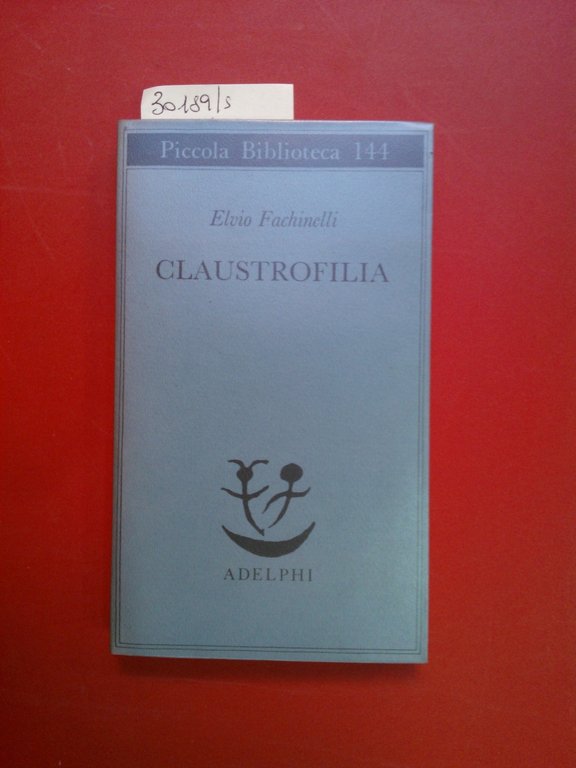 30189/s
Piccola Biblioteca 144
Elvio Fachinelli
CLAUSTROFILIA
ADELPHI